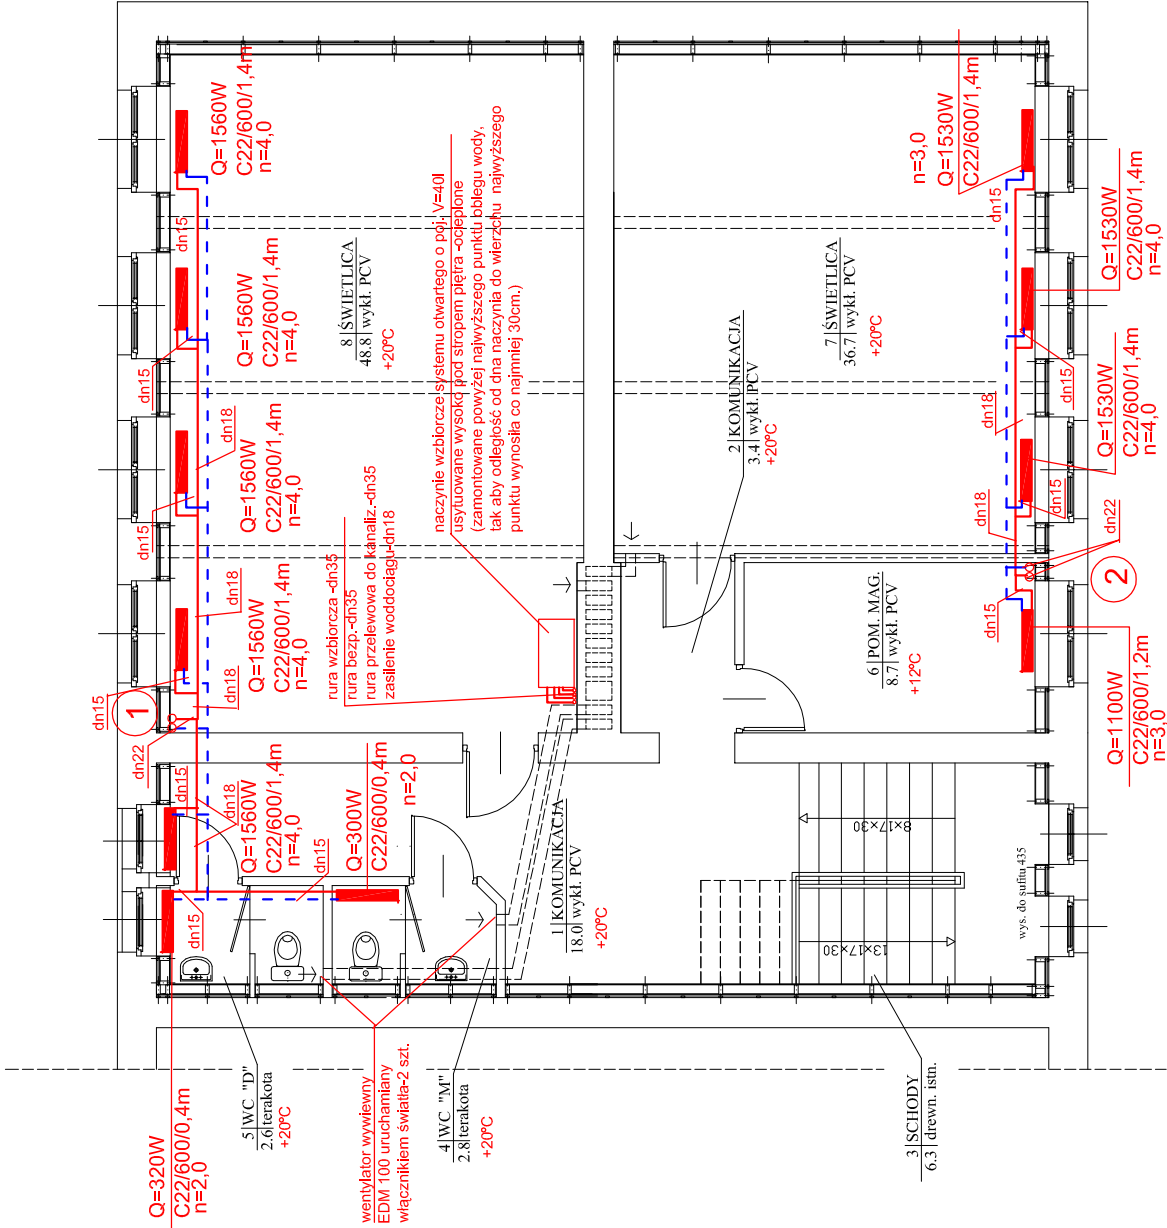 Q=1560W
C22/600/1,4m
n=4,0
dn15
Q=1560W
C22/600/1,4m
n=4,0
dn15
dn18
Q=1560W
C22/600/1,4m
n=4,0
dn15
dn18
Q=1560W
C22/600/1,4m
n=4,0
dn18
dn15
1
dn22
dn15
dn18
Q=1560W
C22/600/1,4m
n=4,0
dn15
Q=300W
C22/600/0,4m
n=2,0
dn15
Q=320W
C22/600/0,4m
n=2,0
8 ŚWIETLICA
48.8 wykł. PCV
+20°C
naczynie wzbiorcze systemu otwartego o poj. V=40l
usytuowane wysoko pod stropem piętra -ocieplone
(zamontowane powyżej najwyższego punktu obiegu wody,
tak aby odległość od dna naczynia do wierzchu najwyższego
punktu wynosiła co najmniej 30cm.)
rura wzbiorcza -dn35
rura bezp.-dn35
rura przelewowa do kanaliz.-dn35
zasilenie woddociągu-dn18
n=3,0
Q=1530W
C22/600/1,4m
dn15
7 ŚWIETLICA
36.7 wykł. PCV
+20°C
Q=1530W
C22/600/1,4m
n=4,0
dn15
dn18
Q=1530W
C22/600/1,4m
n=4,0
dn15
dn18
dn22
2
dn15
Q=1100W
C22/600/1,2m
n=3,0
2 KOMUNIKACJA
3.4 wykł. PCV
+20°C
6 POM. MAG.
8.7 wykł. PCV
+12°C
1 KOMUNIKACJA
18.0 wykł. PCV
+20°C
8×17×30
13×17×30
wys. do sufitu 435
5 WC "D"
2.6 terakota
+20°C
wentylator wywiewny
EDM 100 uruchamiany
włącznikiem światła-2 szt.
4 WC "M"
2.8 terakota
+20°C
3 SCHODY
6.3 drewn. istn.